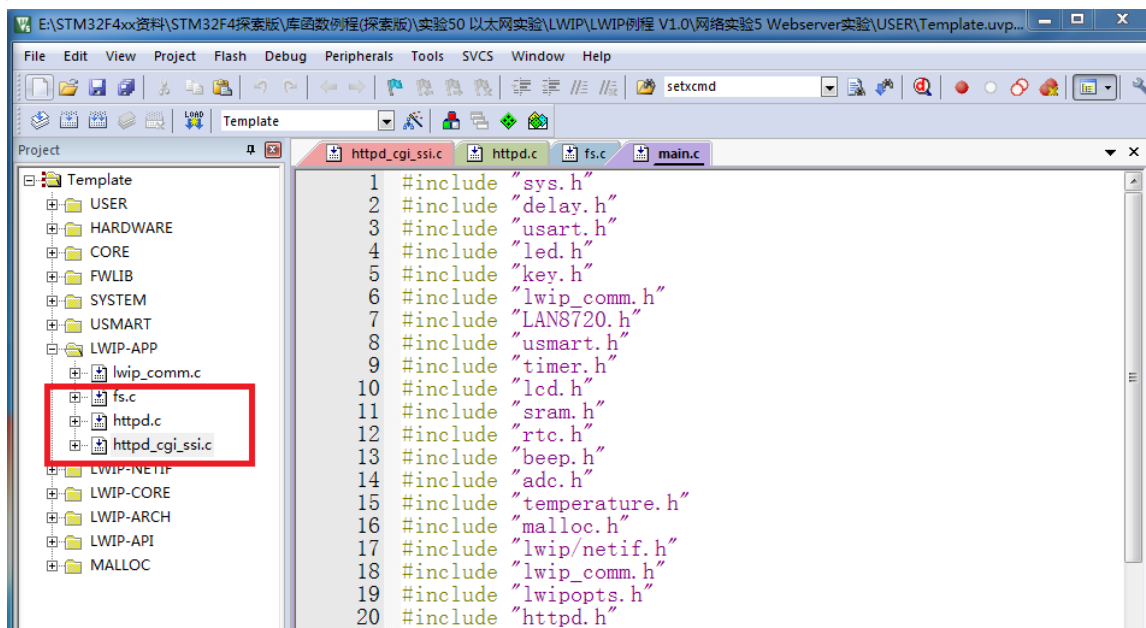 E:\STM32F4xx资料\STM32F4探索版\库函数例程(探索版)\实验50 以太网实验\LWIP\LWIP例程 V1.0\网络实验5 Webserver实验\USER\Template.uvp...
File Edit View Project Flash Debug Peripherals Tools SVCS Window Help
setxcmd
LOAD Template
Project
httpd_cgi_ssi.c httpd.c fs.c main.c
Template
USER
HARDWARE
CORE
FWLIB
SYSTEM
USMART
LWIP-APP
lwip_comm.c
fs.c
httpd.c
httpd_cgi_ssi.c
LWIP-NETIF
LWIP-CORE
LWIP-ARCH
LWIP-API
MALLOC
1 #include "sys.h"
2 #include "delay.h"
3 #include "usart.h"
4 #include "led.h"
5 #include "key.h"
6 #include "lwip_comm.h"
7 #include "LAN8720.h"
8 #include "usmart.h"
9 #include "timer.h"
10 #include "lcd.h"
11 #include "sram.h"
12 #include "rtc.h"
13 #include "beep.h"
14 #include "adc.h"
15 #include "temperature.h"
16 #include "malloc.h"
17 #include "lwip/netif.h"
18 #include "lwip_comm.h"
19 #include "lwipopts.h"
20 #include "httpd.h"